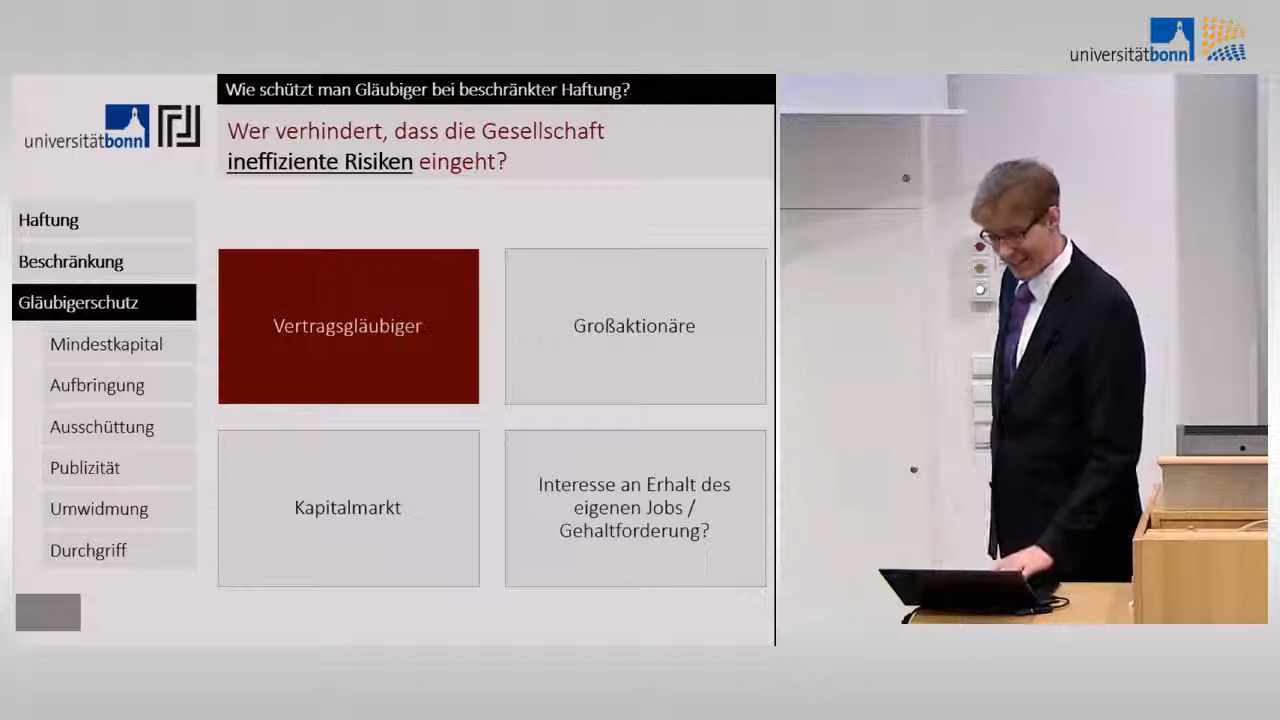 universitätbonn
Wie schützt man Gläubiger bei beschränkter Haftung?
universitätbonn
Wer verhindert, dass die Gesellschaft
ineffiziente Risiken eingeht?
Haftung
Beschränkung
Gläubigerschutz
Mindestkapital
Aufbringung
Ausschüttung
Publizität
Umwidmung
Durchgriff
Vertragsgläubiger
Großaktionäre
Kapitalmarkt
Interesse an Erhalt des
eigenen Jobs /
Gehaltforderung?